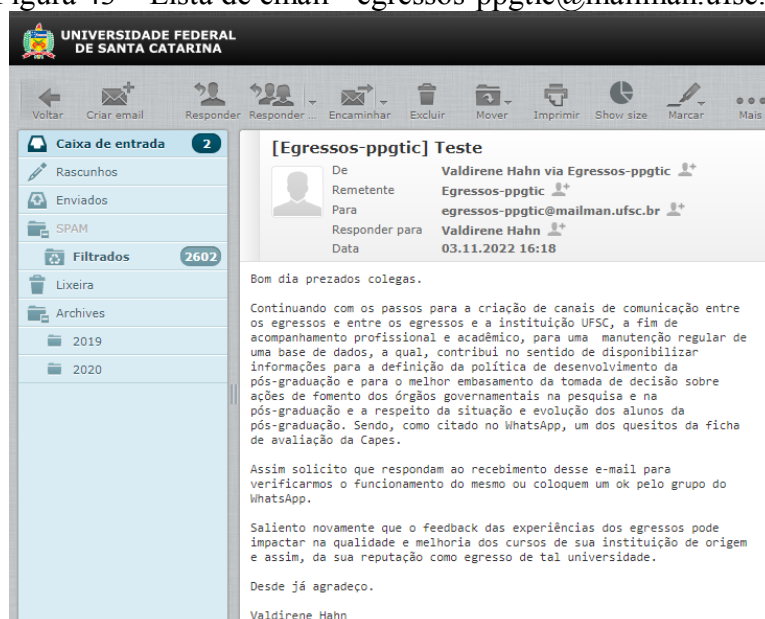 Figura 43 – Lista de email - egressos-ppgtic@mailman.ufsc.
UNIVERSIDADE FEDERAL
DE SANTA CATARINA
Voltar Criar email Responder Responder ... Encaminhar Excluir Mover Imprimir Show size Marcar Mais
Caixa de entrada 2
Rascunhos
Enviados
SPAM
Filtrados 2602
Lixeira
Archives
2019
2020
[Egressos-ppgtic] Teste
De Valdirene Hahn via Egressos-ppgtic
Remetente Egressos-ppgtic
Para egressos-ppgtic@mailman.ufsc.br
Responder para Valdirene Hahn
Data 03.11.2022 16:18
Bom dia prezados colegas.
Continuando com os passos para a criação de canais de comunicação entre
os egressos e entre os egressos e a instituição UFSC, a fim de
acompanhamento profissional e acadêmico, para uma manutenção regular de
uma base de dados, a qual, contribui no sentido de disponibilizar
informações para a definição da política de desenvolvimento da
pós-graduação e para o melhor embasamento da tomada de decisão sobre
ações de fomento dos órgãos governamentais na pesquisa e na
pós-graduação e a respeito da situação e evolução dos alunos da
pós-graduação. Sendo, como citado no WhatsApp, um dos quesitos da ficha
de avaliação da Capes.
Assim solicito que respondam ao recebimento desse e-mail para
verificarmos o funcionamento do mesmo ou coloquem um ok pelo grupo do
WhatsApp.
Saliento novamente que o feedback das experiências dos egressos pode
impactar na qualidade e melhoria dos cursos de sua instituição de origem
e assim, da sua reputação como egresso de tal universidade.
Desde já agradeço.
Valdirene Hahn